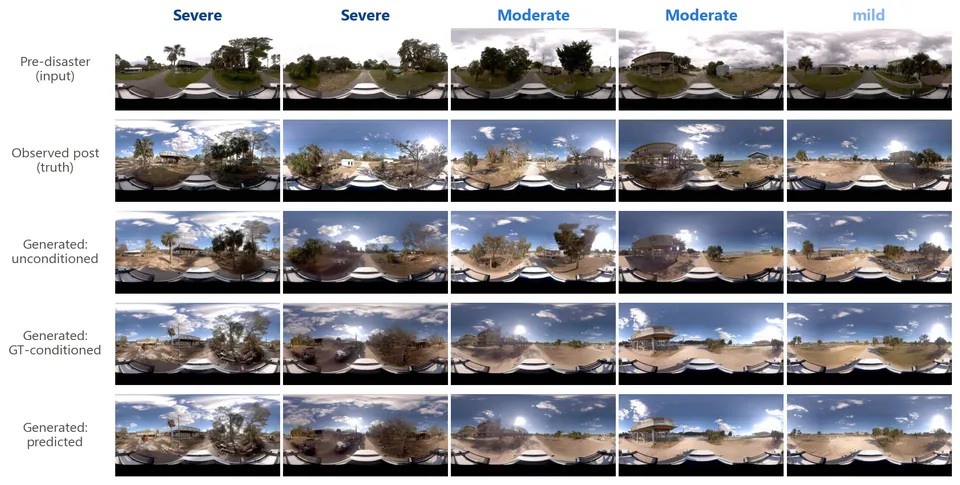 Severe
Severe
Moderate
Moderate
mild
Pre-disaster
(input)
Observed post
(truth)
Generated:
unconditioned
Generated:
GT-conditioned
Generated:
predicted